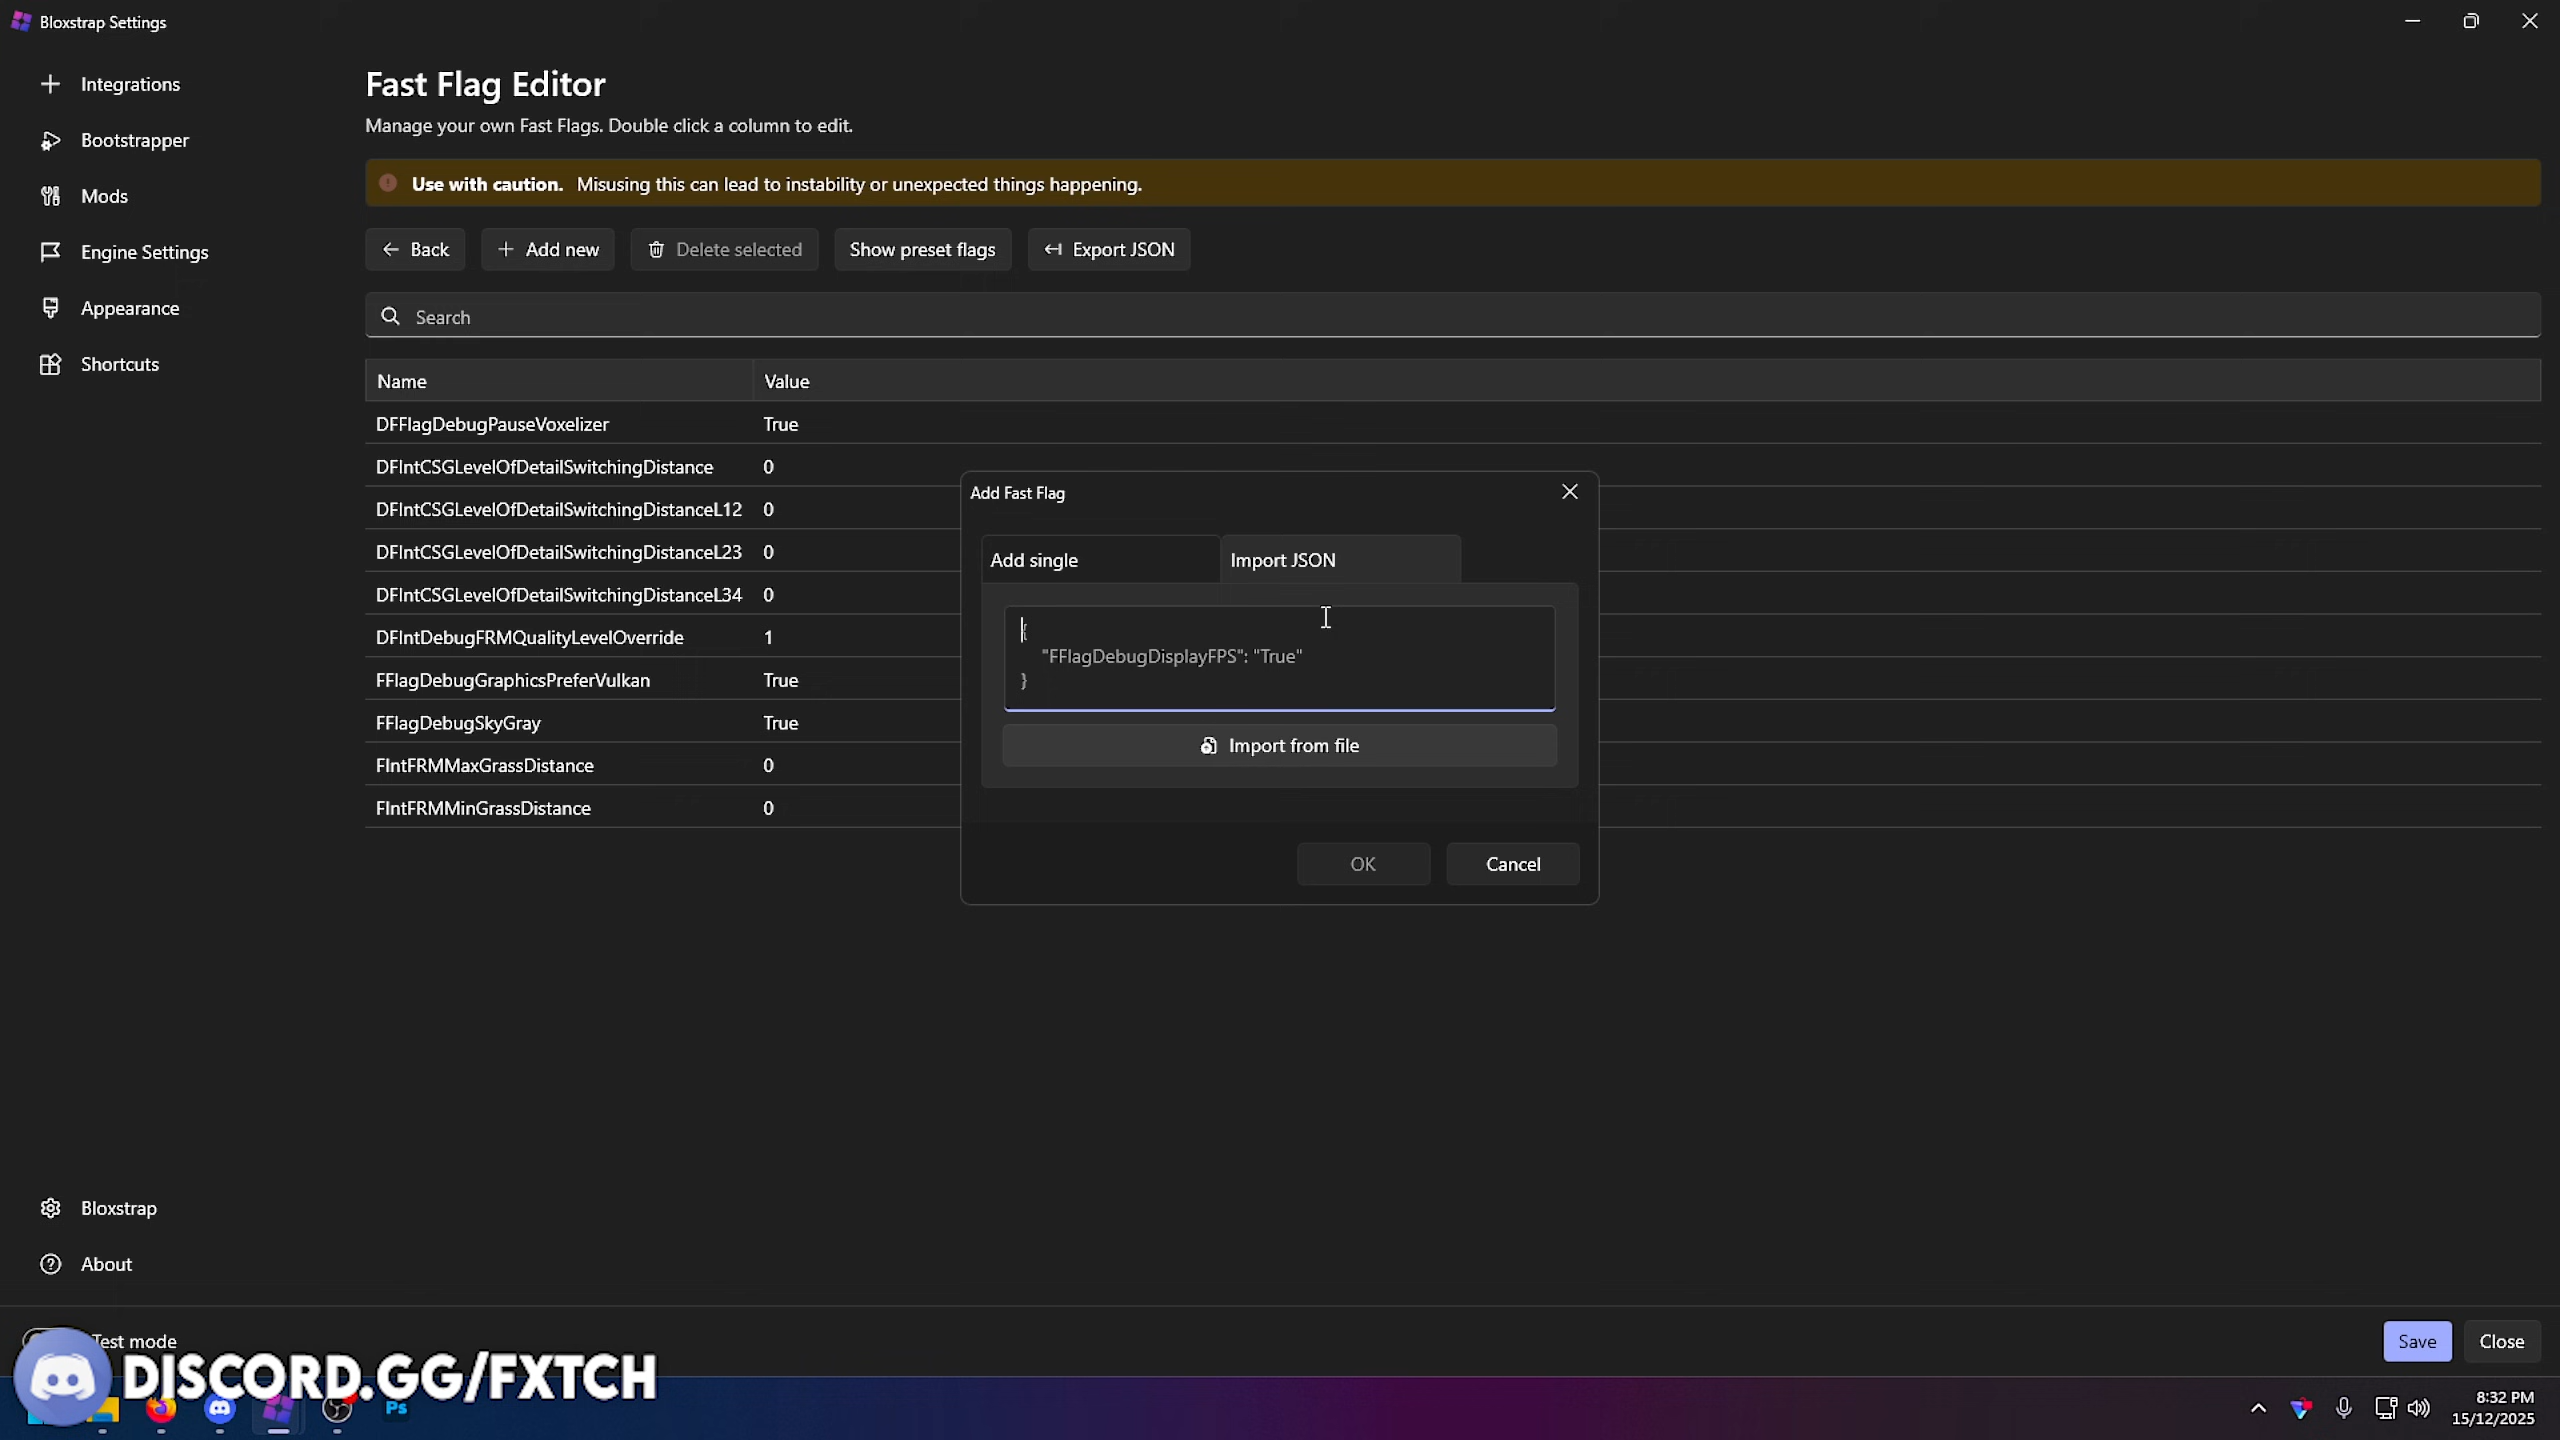 Bloxstrap Settings
Integrations
Bootstrapper
Mods
Engine Settings
Appearance
Shortcuts
Fast Flag Editor
Manage your own Fast Flags. Double click a column to edit.
Use with caution. Misusing this can lead to instability or unexpected things happening.
Back
Add new
Delete selected
Show preset flags
Export JSON
Search
Name Value
DFFlagDebugPauseVoxelizer True
DFIntCSGLevelOfDetailSwitchingDistance 0
DFIntCSGLevelOfDetailSwitchingDistanceL12 0
DFIntCSGLevelOfDetailSwitchingDistanceL23 0
DFIntCSGLevelOfDetailSwitchingDistanceL34 0
DFIntDebugFRMQualityLevelOverride 1
FFlagDebugGraphicsPreferVulkan True
FFlagDebugSkyGray True
FIntFRMMaxGrassDistance 0
FIntFRMMinGrassDistance 0
Add Fast Flag
Add single
Import JSON
{
"FFlagDebugDisplayFPS": "True"
}
Import from file
OK
Cancel
Bloxstrap
About
Test mode
Save
Close
DISCORD.GG/FXTCH
Ps
8:32 PM
15/12/2025